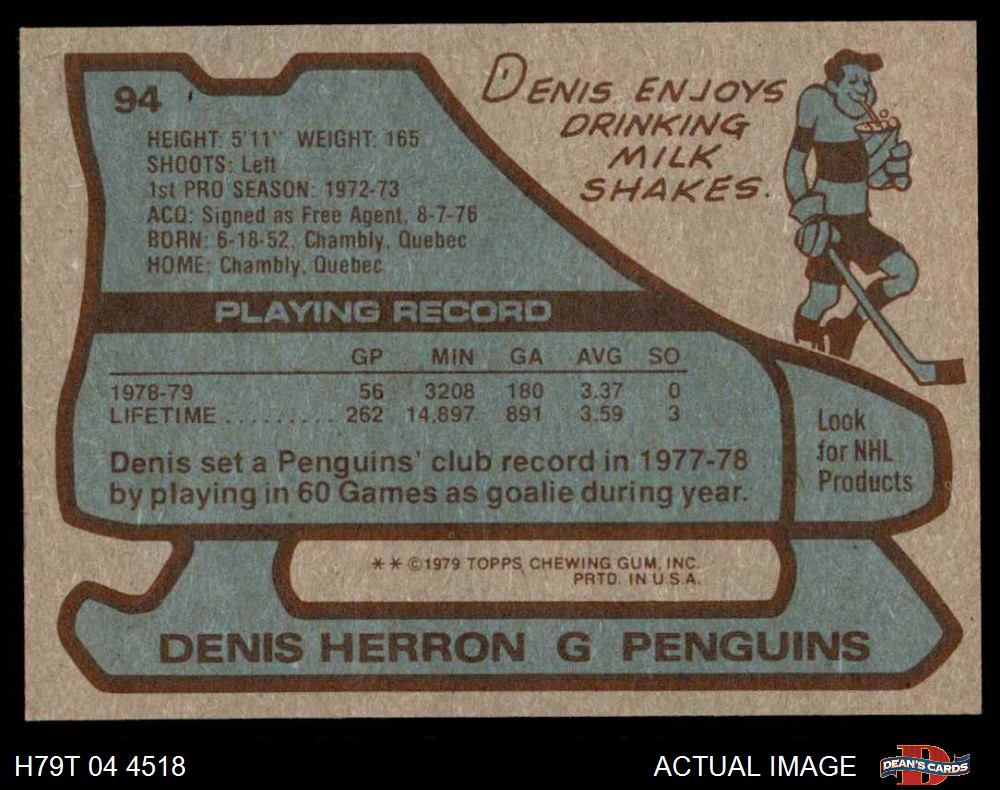 94
HEIGHT: 5'11" WEIGHT: 165
SHOOTS: Left
1st PRO SEASON: 1972-73
ACQ: Signed as Free Agent, 8-7-76
BORN: 6-18-52, Chambly, Quebec
HOME: Chambly, Quebec
DENIS ENJOYS
DRINKING
MILK
SHAKES.
PLAYING RECORD
GP MIN GA AVG SO
1978-79 56 3208 180 3.37 0
LIFETIME .......... 262 14,897 891 3.59 3
Denis set a Penguins' club record in 1977-78
by playing in 60 Games as goalie during year.
Look
for NHL
Products
** ©1979 TOPPS CHEWING GUM, INC.
PRTD. IN U.S.A.
DENIS HERRON G PENGUINS
H79T 04 4518
ACTUAL IMAGE
D
DEAN'S CARDS